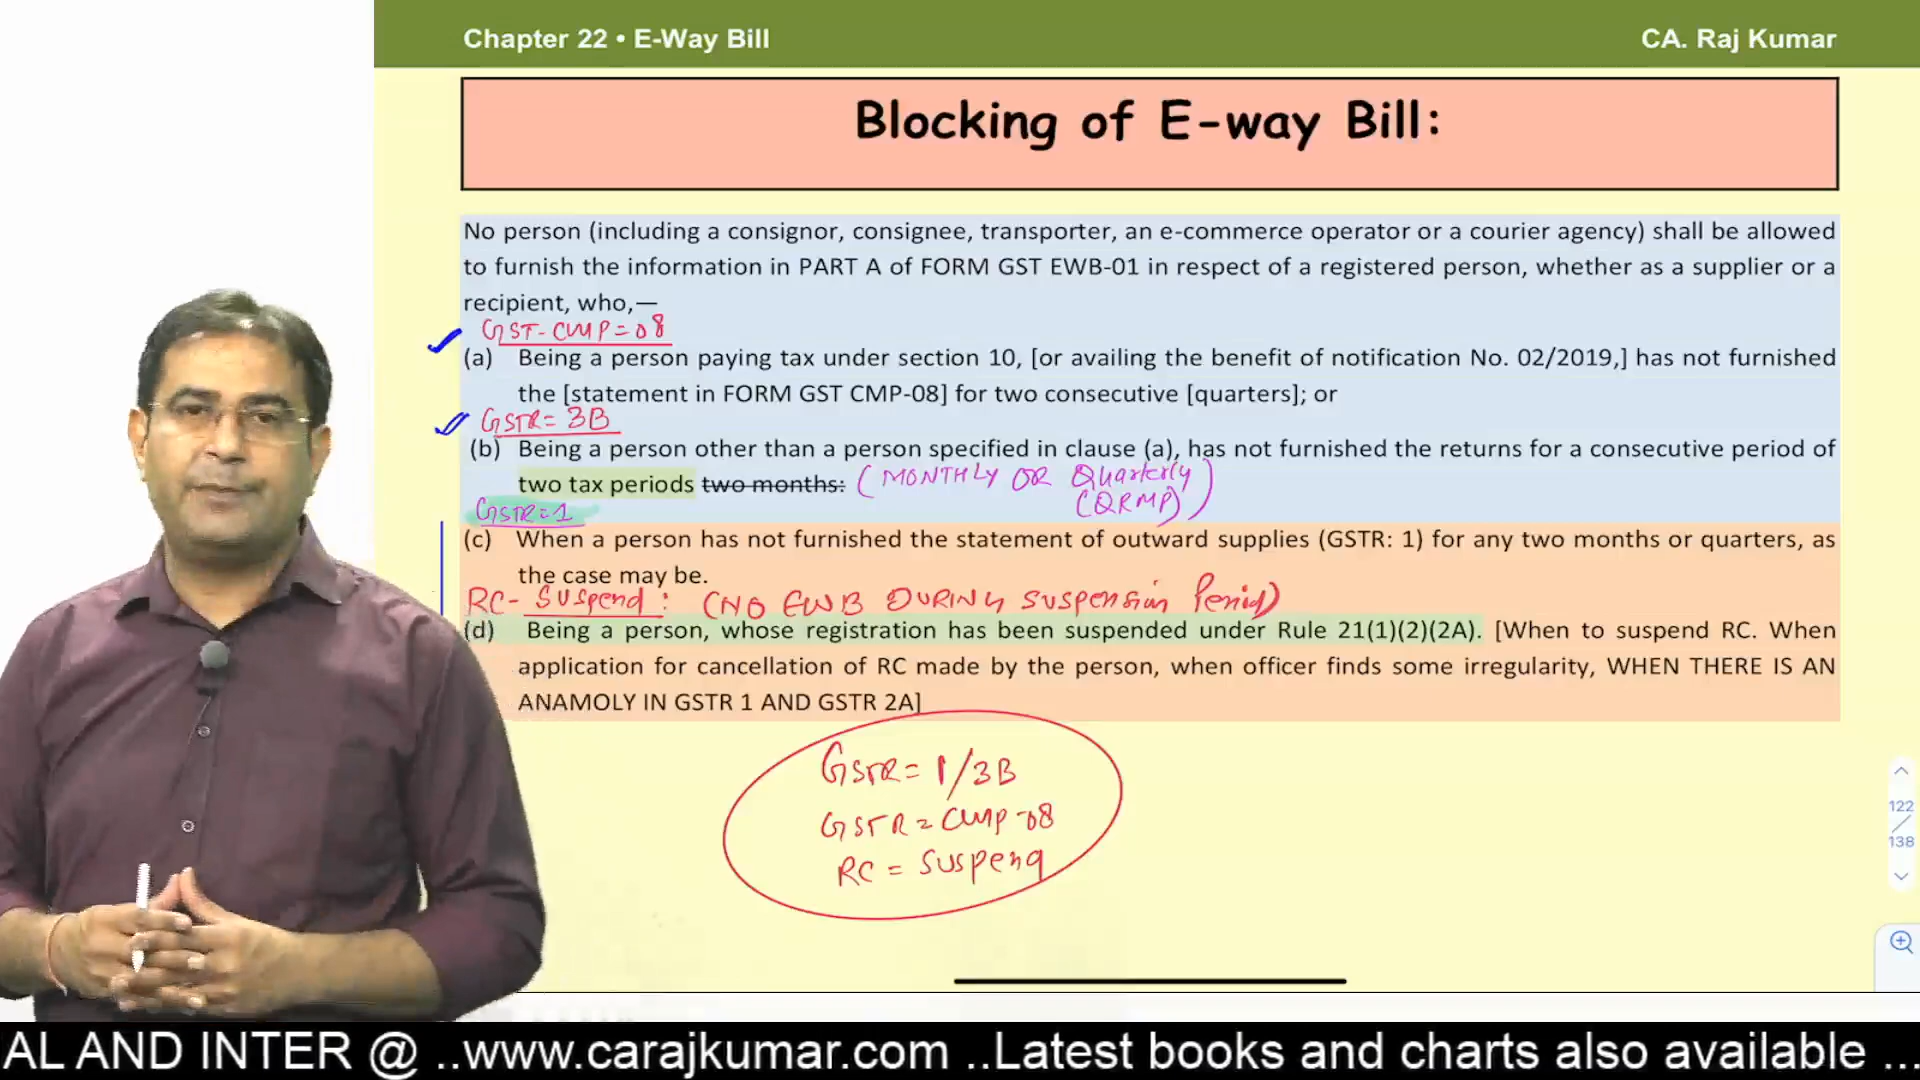 Chapter 22 • E-Way Bill
CA. Raj Kumar
Blocking of E-way Bill:
No person (including a consignor, consignee, transporter, an e-commerce operator or a courier agency) shall be allowed
to furnish the information in PART A of FORM GST EWB-01 in respect of a registered person, whether as a supplier or a
recipient, who,—
GST-CMP=08
(a) Being a person paying tax under section 10, [or availing the benefit of notification No. 02/2019,] has not furnished
the [statement in FORM GST CMP-08] for two consecutive [quarters]; or
GSTR=3B
(b) Being a person other than a person specified in clause (a), has not furnished the returns for a consecutive period of
two tax periods two months: (MONTHLY OR Quarterly
(QRMP))
GSTR=1
(c) When a person has not furnished the statement of outward supplies (GSTR: 1) for any two months or quarters, as
the case may be.
RC- Suspend: (NO EWB DURING SUSPENSION Period)
(d) Being a person, whose registration has been suspended under Rule 21(1)(2)(2A). [When to suspend RC. When
application for cancellation of RC made by the person, when officer finds some irregularity, WHEN THERE IS AN
ANAMOLY IN GSTR 1 AND GSTR 2A]
GSTR= 1/3B
GSTR= CMP-08
RC = Suspend
122
138
AL AND INTER @ ..www.carajkumar.com ..Latest books and charts also available ...